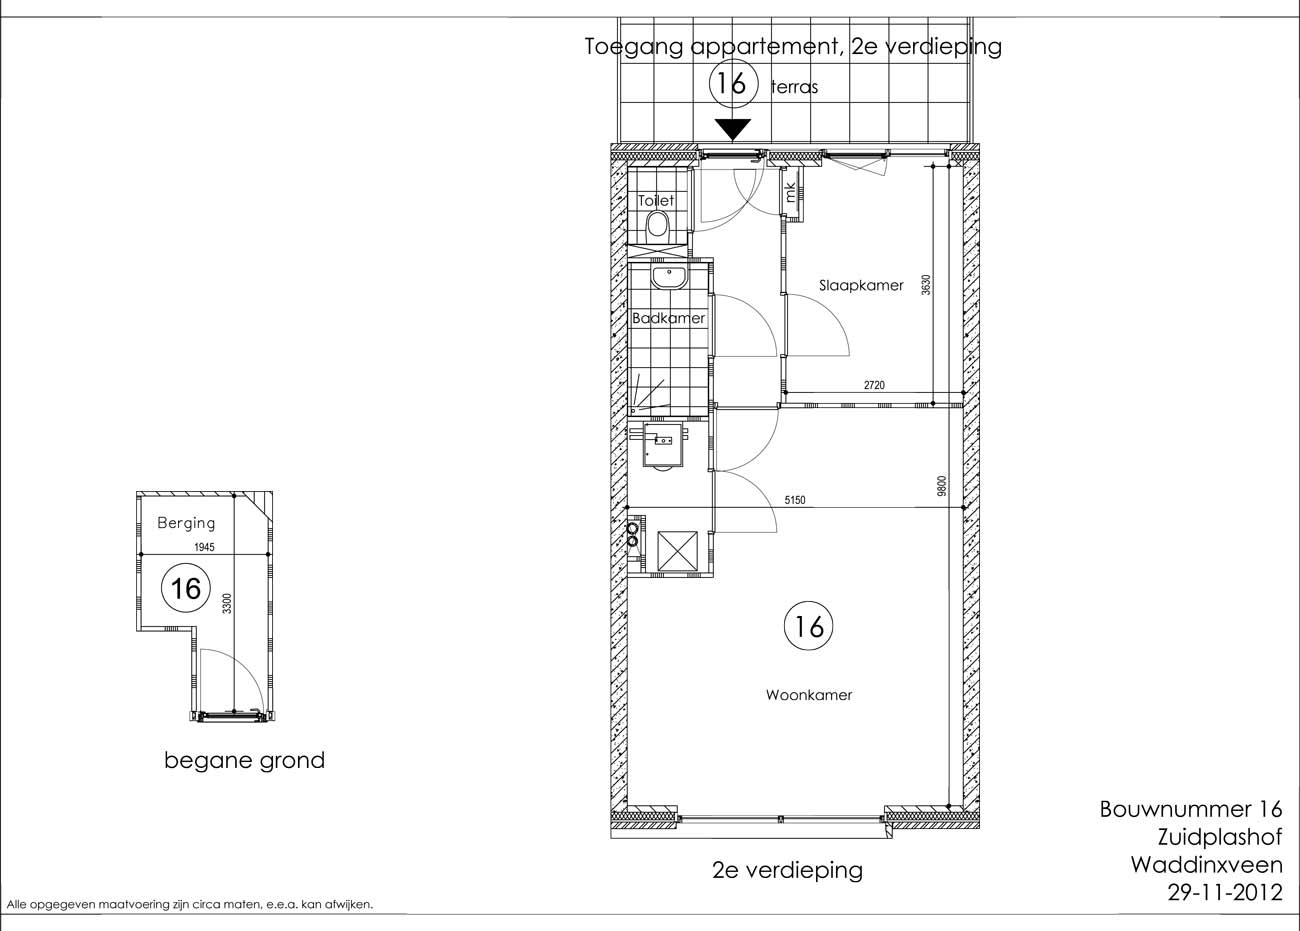 Toegang appartement, 2e verdieping
16
terras
Toilet
mk
Slaapkamer
3630
Badkamer
2720
9800
5150
Berging
1945
16
3300
16
Woonkamer
begane grond
2e verdieping
Bouwnummer 16
Zuidplashof
Waddinxveen
29-11-2012
Alle opgegeven maatvoering zijn circa maten, e.e.a. kan afwijken.